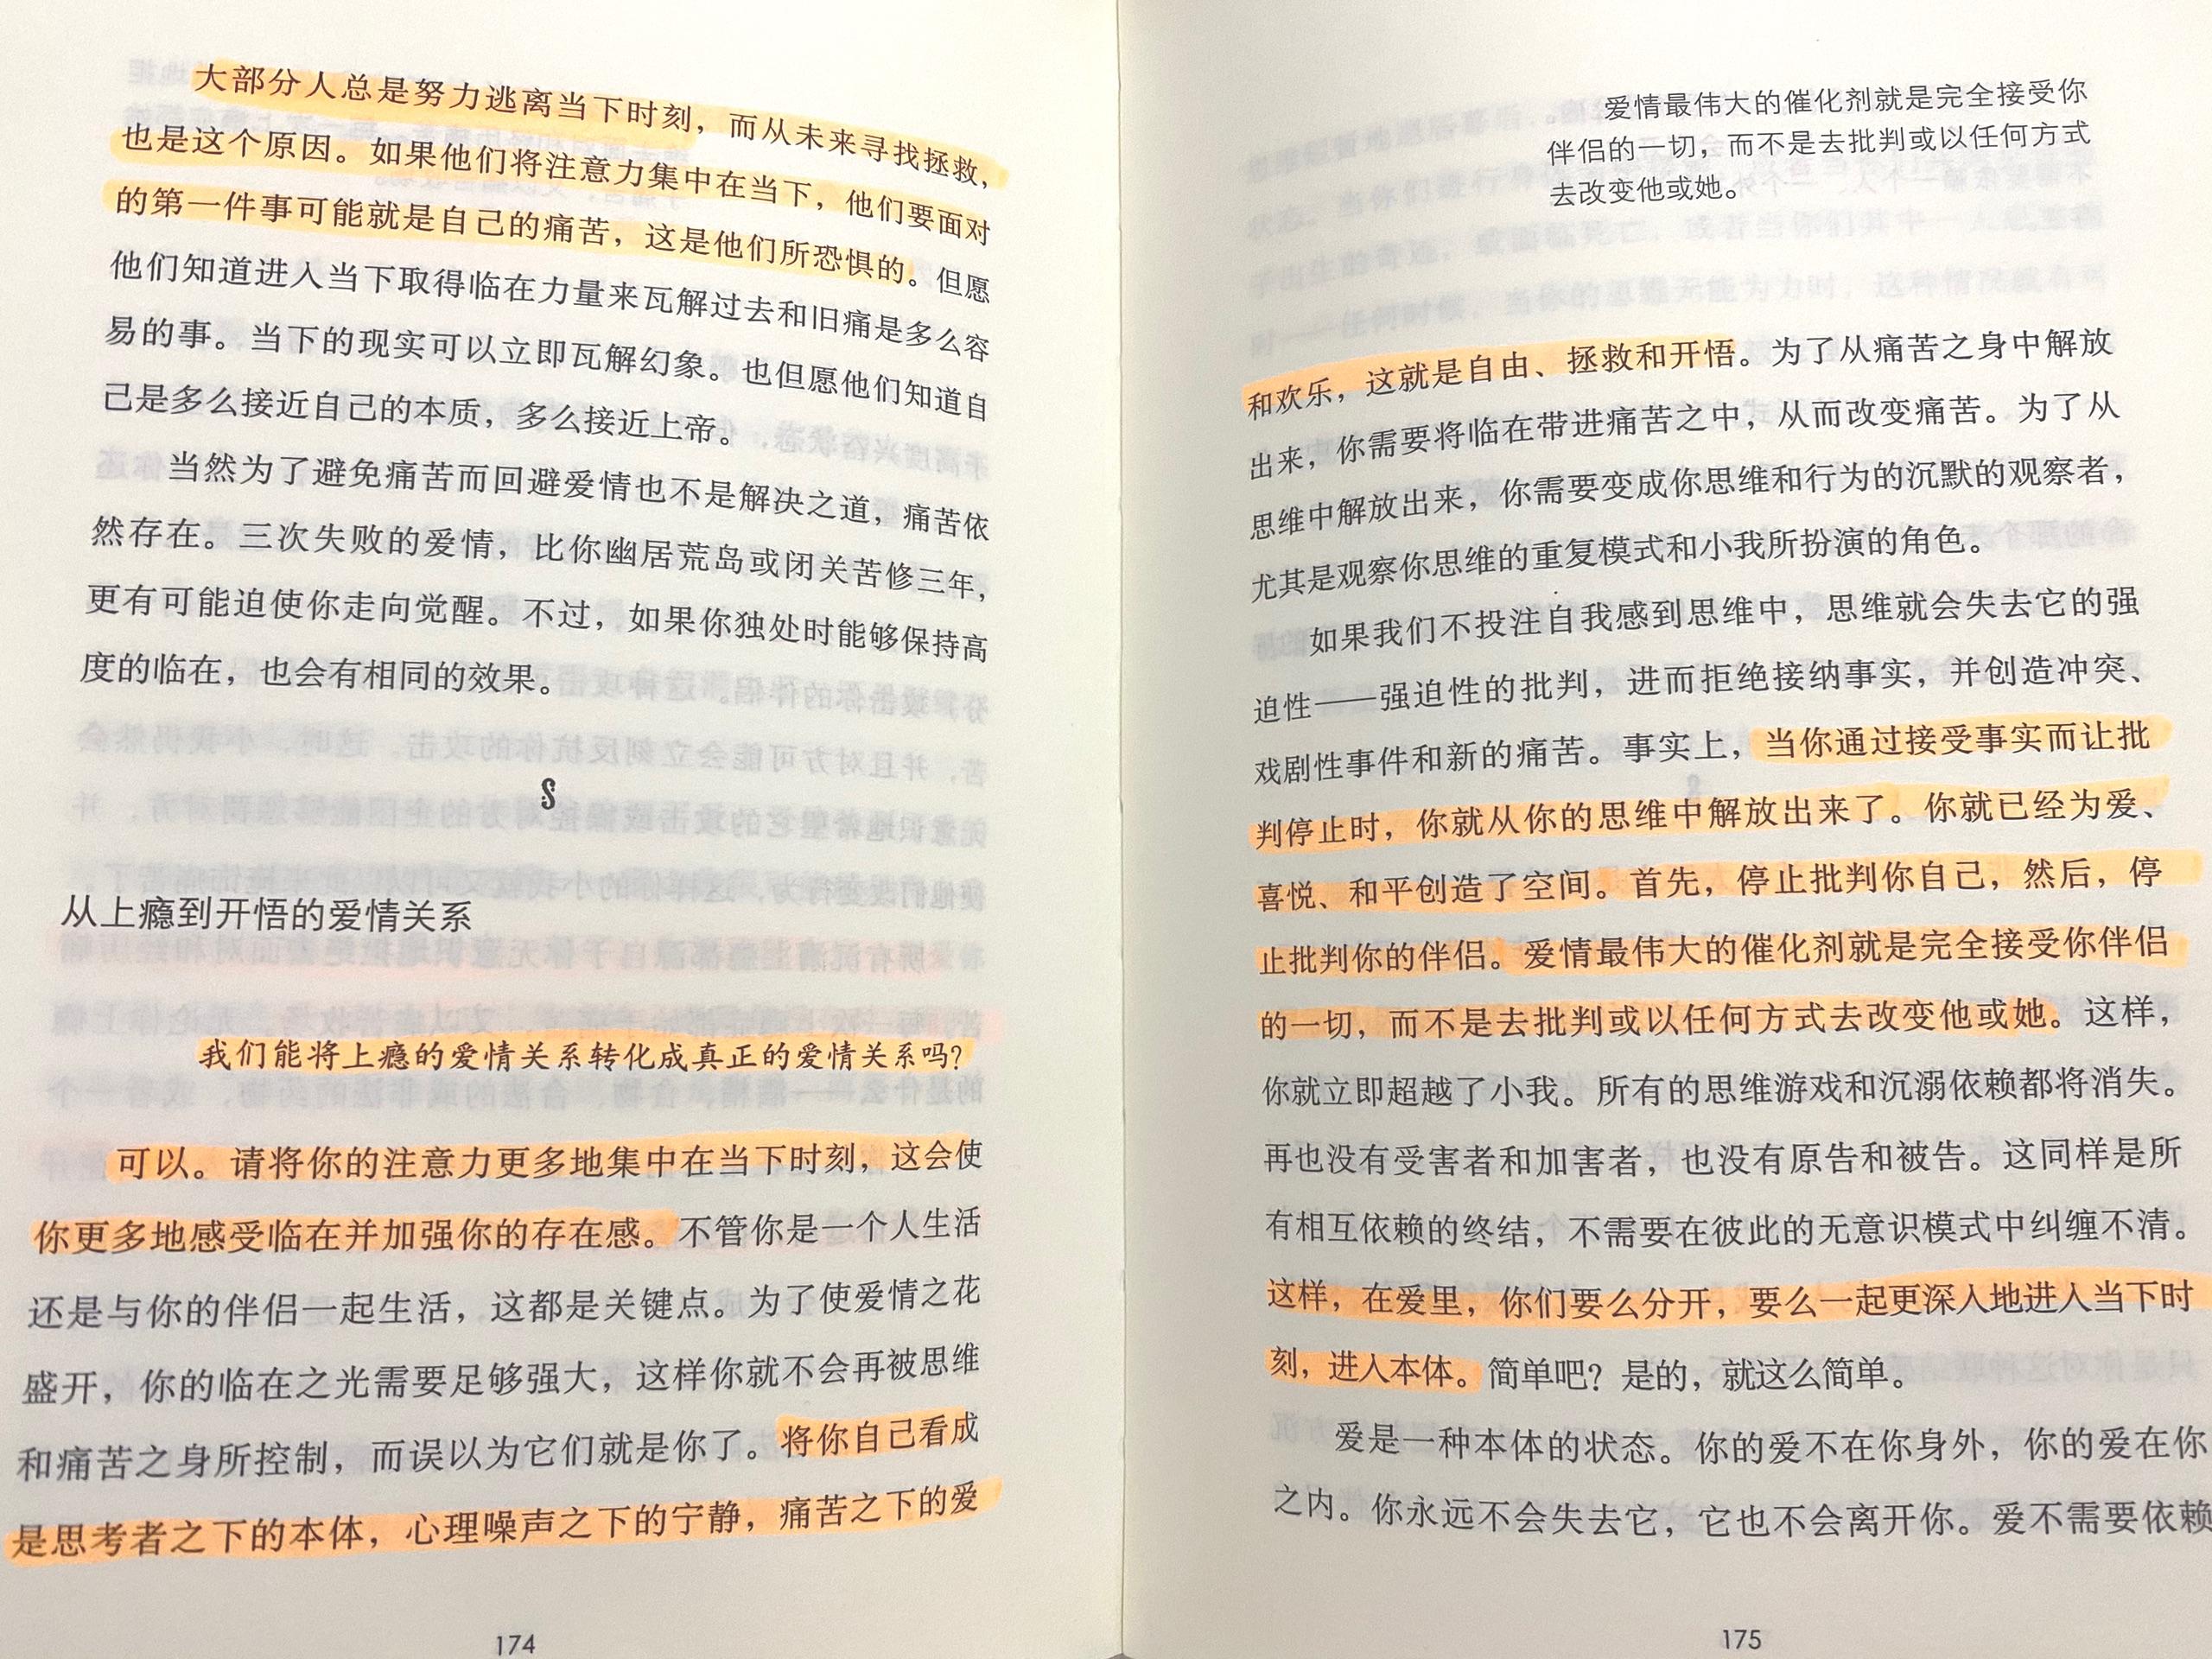 大部分人总是努力逃离当下时刻，而从未来寻找拯救，
也是这个原因。如果他们将注意力集中在当下，他们要面对
的第一件事可能就是自己的痛苦，这是他们所恐惧的。但愿
他们知道进入当下取得临在力量来瓦解过去和旧痛是多么容
易的事。当下的现实可以立即瓦解幻象。也但愿他们知道自
己是多么接近自己的本质，多么接近上帝。
当然为了避免痛苦而回避爱情也不是解决之道，痛苦依
然存在。三次失败的爱情，比你幽居荒岛或闭关苦修三年，
更有可能迫使你走向觉醒。不过，如果你独处时能够保持高
度的临在，也会有相同的效果。
从上瘾到开悟的爱情关系
我们能将上瘾的爱情关系转化成真正的爱情关系吗？
可以。请将你的注意力更多地集中在当下时刻，这会使
你更多地感受临在并加强你的存在感。不管你是一个人生活
还是与你的伴侣一起生活，这都是关键点。为了使爱情之花
盛开，你的临在之光需要足够强大，这样你就不会再被思维
和痛苦之身所控制，而误以为它们就是你了。将你自己看成
是思考者之下的本体，心理噪声之下的宁静，痛苦之下的爱
174
爱情最伟大的催化剂就是完全接受你
伴侣的一切，而不是去批判或以任何方式
去改变他或她。
和欢乐，这就是自由、拯救和开悟。为了从痛苦之身中解放
出来，你需要将临在带进痛苦之中，从而改变痛苦。为了从
思维中解放出来，你需要变成你思维和行为的沉默的观察者，
尤其是观察你思维的重复模式和小我所扮演的角色。
如果我们不投注自我感到思维中，思维就会失去它的强
迫性——强迫性的批判，进而拒绝接纳事实，并创造冲突、
戏剧性事件和新的痛苦。事实上，当你通过接受事实而让批
判停止时，你就从你的思维中解放出来了。你就已经为爱、
喜悦、和平创造了空间。首先，停止批判你自己，然后，停
止批判你的伴侣。爱情最伟大的催化剂就是完全接受你伴侣
的一切，而不是去批判或以任何方式去改变他或她。这样，
你就立即超越了小我。所有的思维游戏和沉溺依赖都将消失。
再也没有受害者和加害者，也没有原告和被告。这同样是所
有相互依赖的终结，不需要在彼此的无意识模式中纠缠不清。
这样，在爱里，你们要么分开，要么一起更深入地进入当下时
刻，进入本体。简单吧？是的，就这么简单。
爱是一种本体的状态。你的爱不在你身外，你的爱在你
之内。你永远不会失去它，它也不会离开你。爱不需要依赖
175